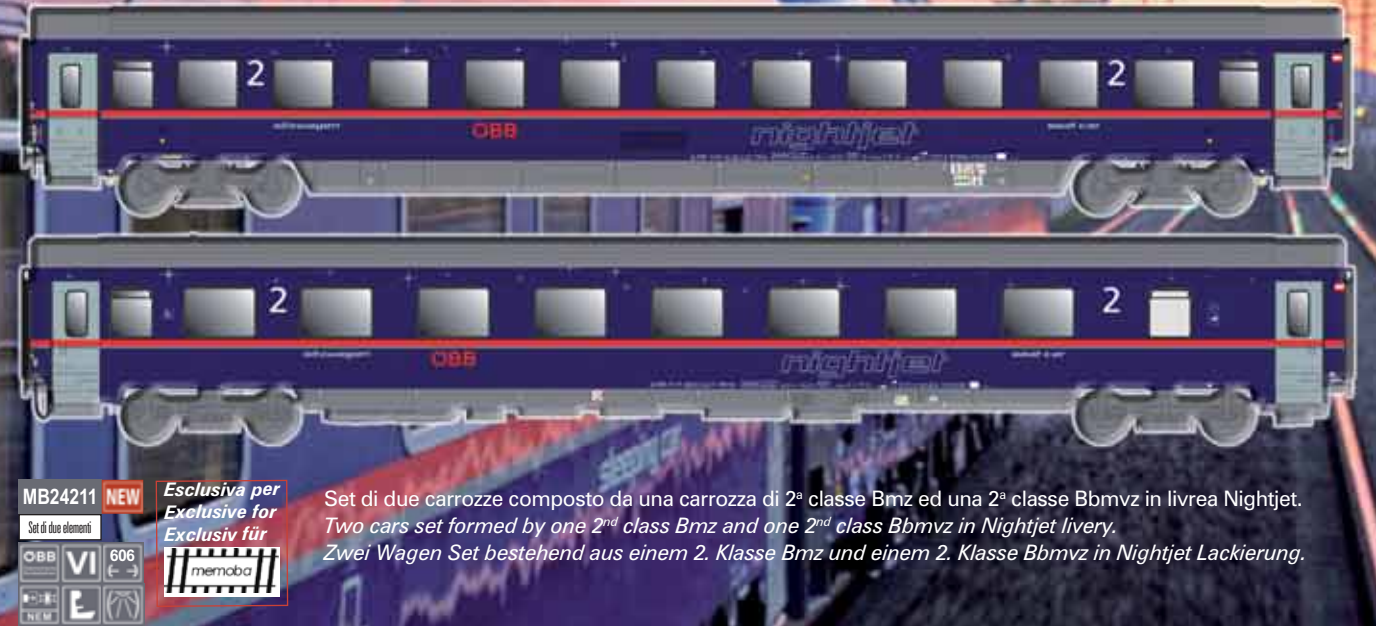 2 2
ÖBB nightjet
2 2
ÖBB nightjet
sleeping car
MB24211 NEW
Set di due elementi
ÖBB VI 606
NEM
Esclusiva per
Exclusive for
Exclusiv für
memoba
Set di due carrozze composto da una carrozza di 2ª classe Bmz ed una 2ª classe Bbmvz in livrea Nightjet.
Two cars set formed by one 2nd class Bmz and one 2nd class Bbmvz in Nightjet livery.
Zwei Wagen Set bestehend aus einem 2. Klasse Bmz und einem 2. Klasse Bbmvz in Nightjet Lackierung.